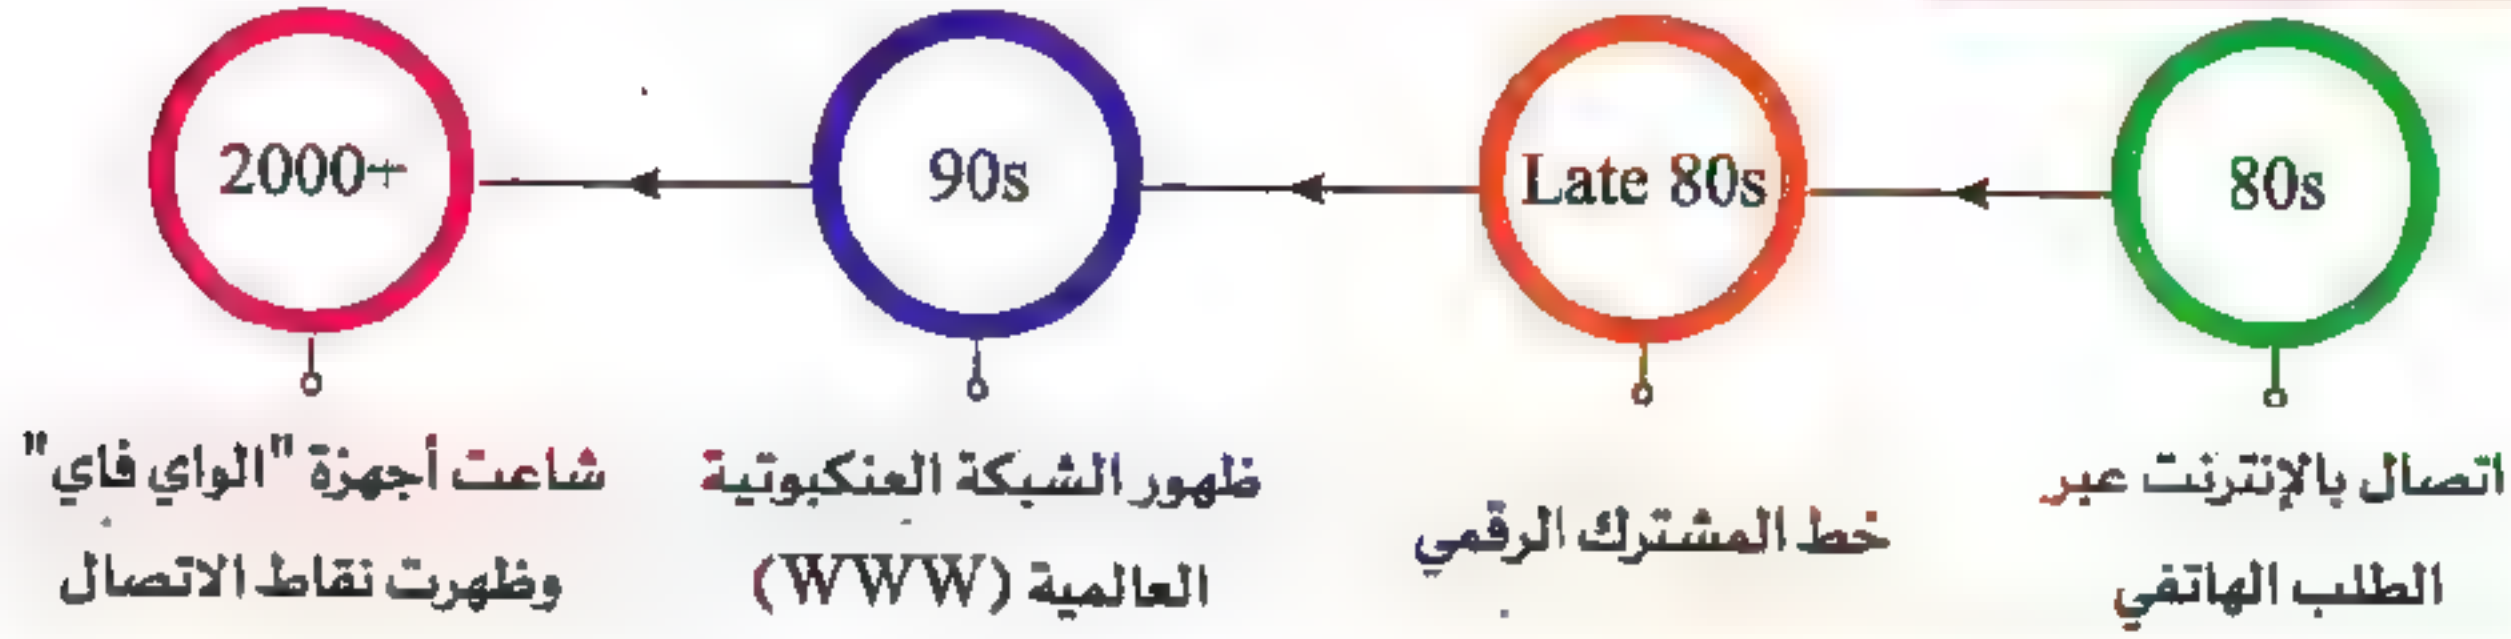 80s
Late 80s
90s
2000+
اتصال بالإنترنت عبر
الطلب الهاتفي
خط المشترك الرقمي
ظهور الشبكة العنكبوتية
العالمية (WWW)
شاعت أجهزة "الواي فاي"
وظهرت نقاط الاتصال